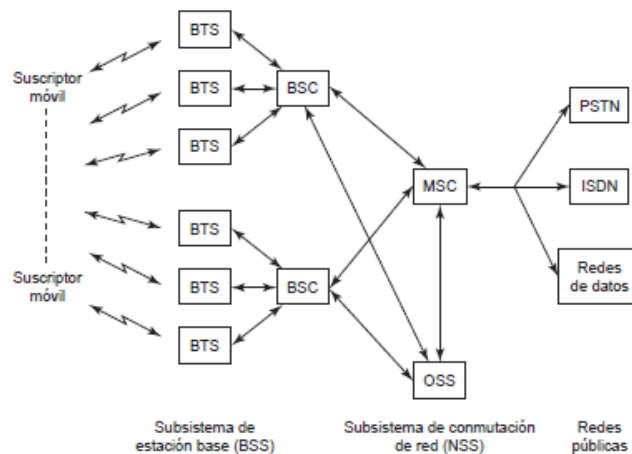 BTS
Suscriptor
móvil
BTS
BSC
PSTN
BTS
MSC
ISDN
BTS
Suscriptor
móvil
BTS
BSC
Redes
de datos
BTS
OSS
Subsistema de
estación base (BSS)
Subsistema de conmutación
de red (NSS)
Redes
públicas